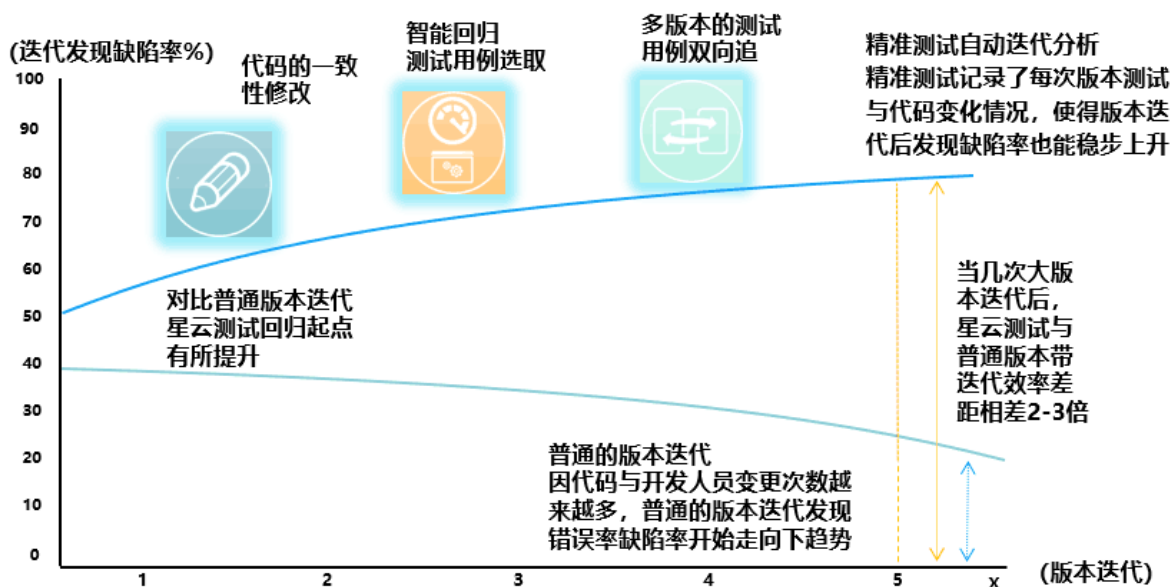 (迭代发现缺陷率%)
100
90
80
70
60
50
40
30
20
10
0
代码的一致
性修改
智能回归
测试用例选取
多版本的测试
用例双向追
精准测试自动迭代分析
精准测试记录了每次版本测试
与代码变化情况，使得版本迭
代后发现缺陷率也能稳步上升
对比普通版本迭代
星云测试回归起点
有所提升
当几次大版
本迭代后，
星云测试与
普通版本带
迭代效率差
距相差2-3倍
普通的版本迭代
因代码与开发人员变更次数越
来越多，普通的版本迭代发现
错误率缺陷率开始走向下趋势
1
2
3
4
5
x
(版本迭代)